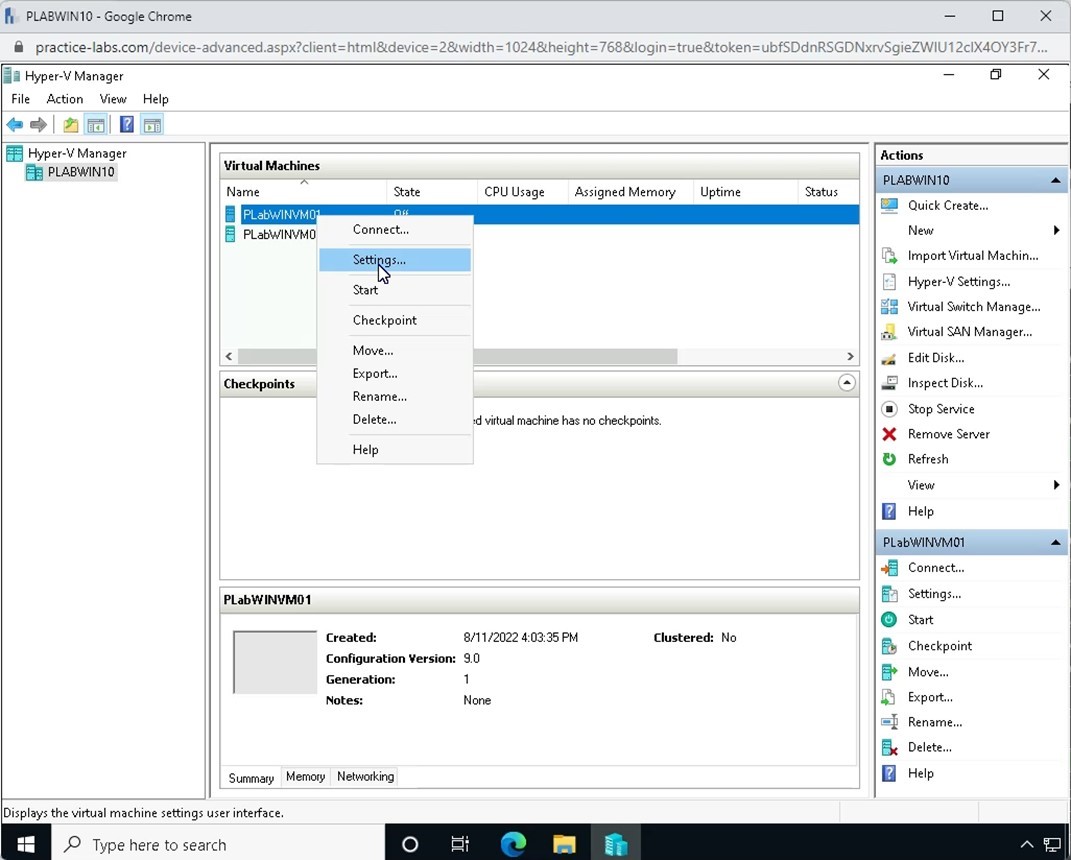 PLABWIN10 - Google Chrome
practice-labs.com/device-advanced.aspx?client=html&device=2&width=1024&height=768&login=true&token=ubfSDdnRSGDNxrvSgieZWIU12clX4OY3Fr7...
Hyper-V Manager
File Action View Help
Hyper-V Manager
PLABWIN10
Virtual Machines
Name State CPU Usage Assigned Memory Uptime Status
PLabWINVM01 Off
PLabWINVM0
Connect...
Settings...
Start
Checkpoint
Move...
Export...
Rename...
Delete...
Help
Checkpoints
virtual machine has no checkpoints.
PLabWINVM01
Created: 8/11/2022 4:03:35 PM Clustered: No
Configuration Version: 9.0
Generation: 1
Notes: None
Summary Memory Networking
Actions
PLABWIN10
Quick Create...
New
Import Virtual Machin...
Hyper-V Settings...
Virtual Switch Manage...
Virtual SAN Manager...
Edit Disk...
Inspect Disk...
Stop Service
Remove Server
Refresh
View
Help
PLabWINVM01
Connect...
Settings...
Start
Checkpoint
Move...
Export...
Rename...
Delete...
Help
Displays the virtual machine settings user interface.
Type here to search